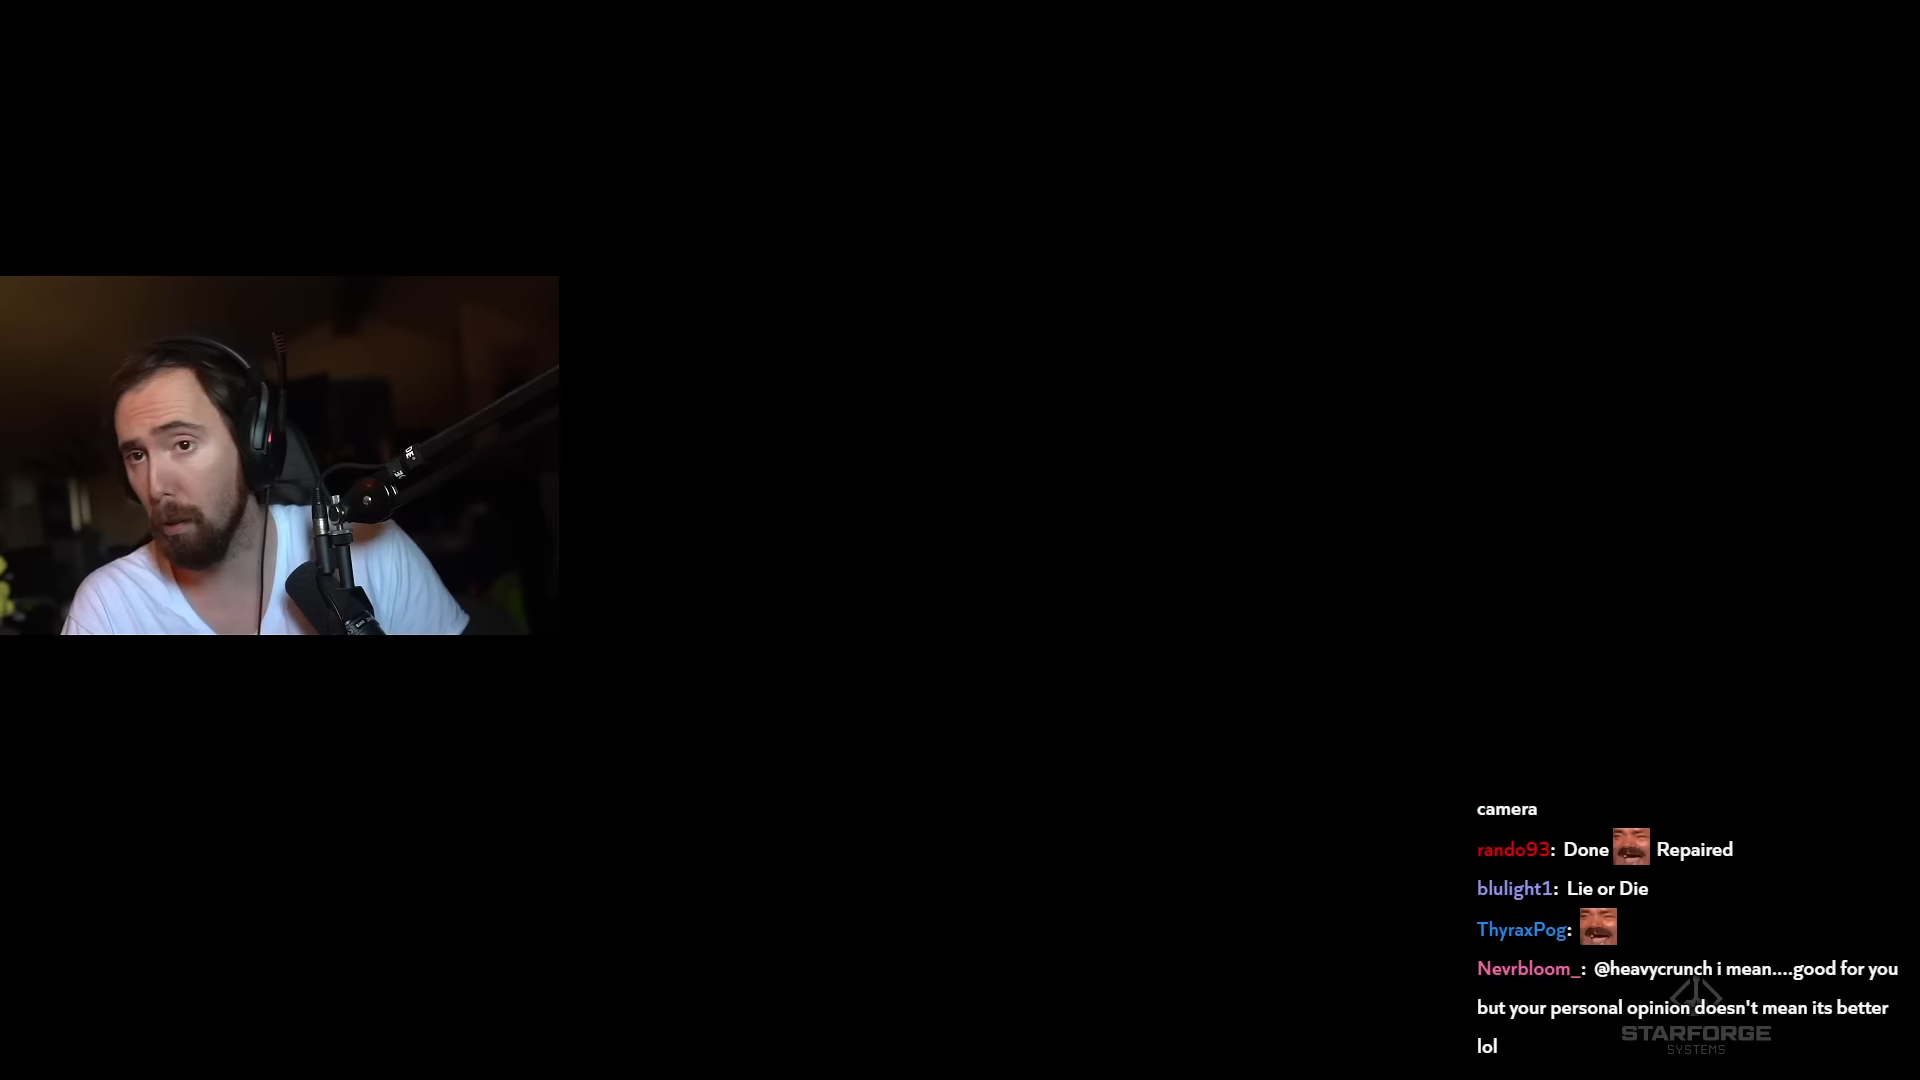 camera
rando93: Done Repaired
blulight1: Lie or Die
ThyraxPog:
Nevrbloom_: @heavycrunch i mean....good for you
but your personal opinion doesn't mean its better
lol
STARFORGE
SYSTEMS